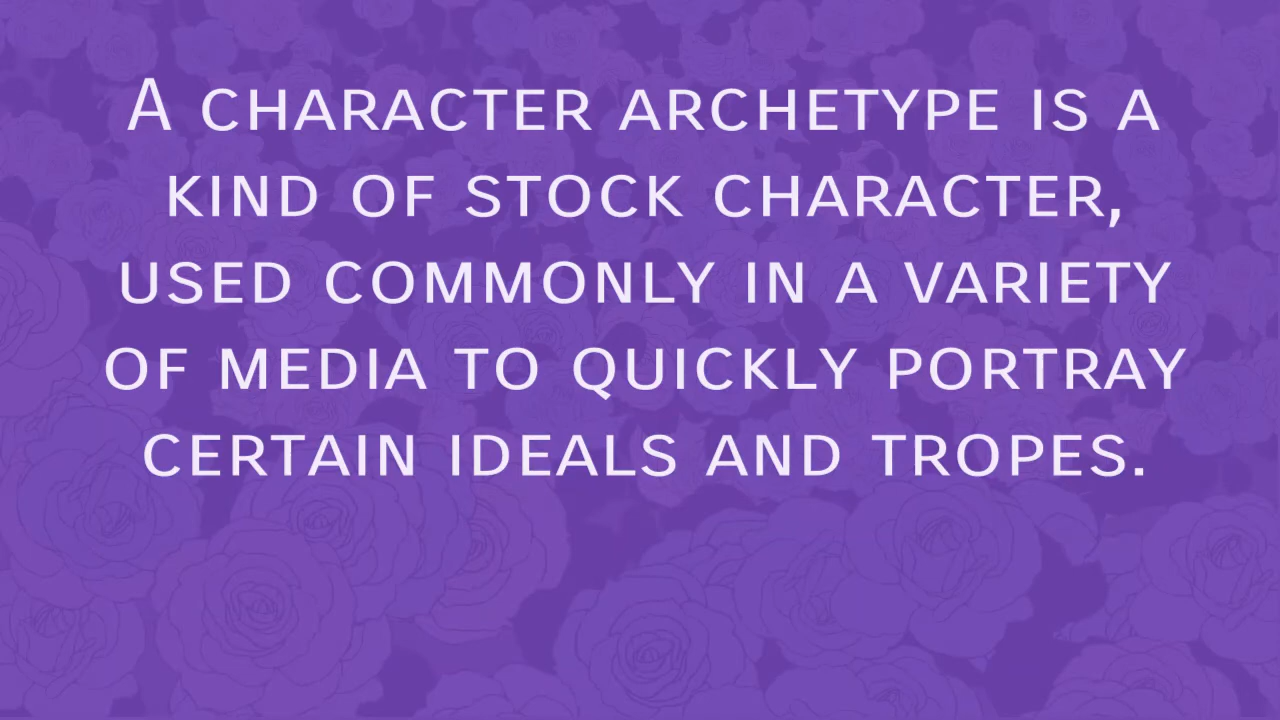 A character archetype is a
kind of stock character,
used commonly in a variety
of media to quickly portray
certain ideals and tropes.